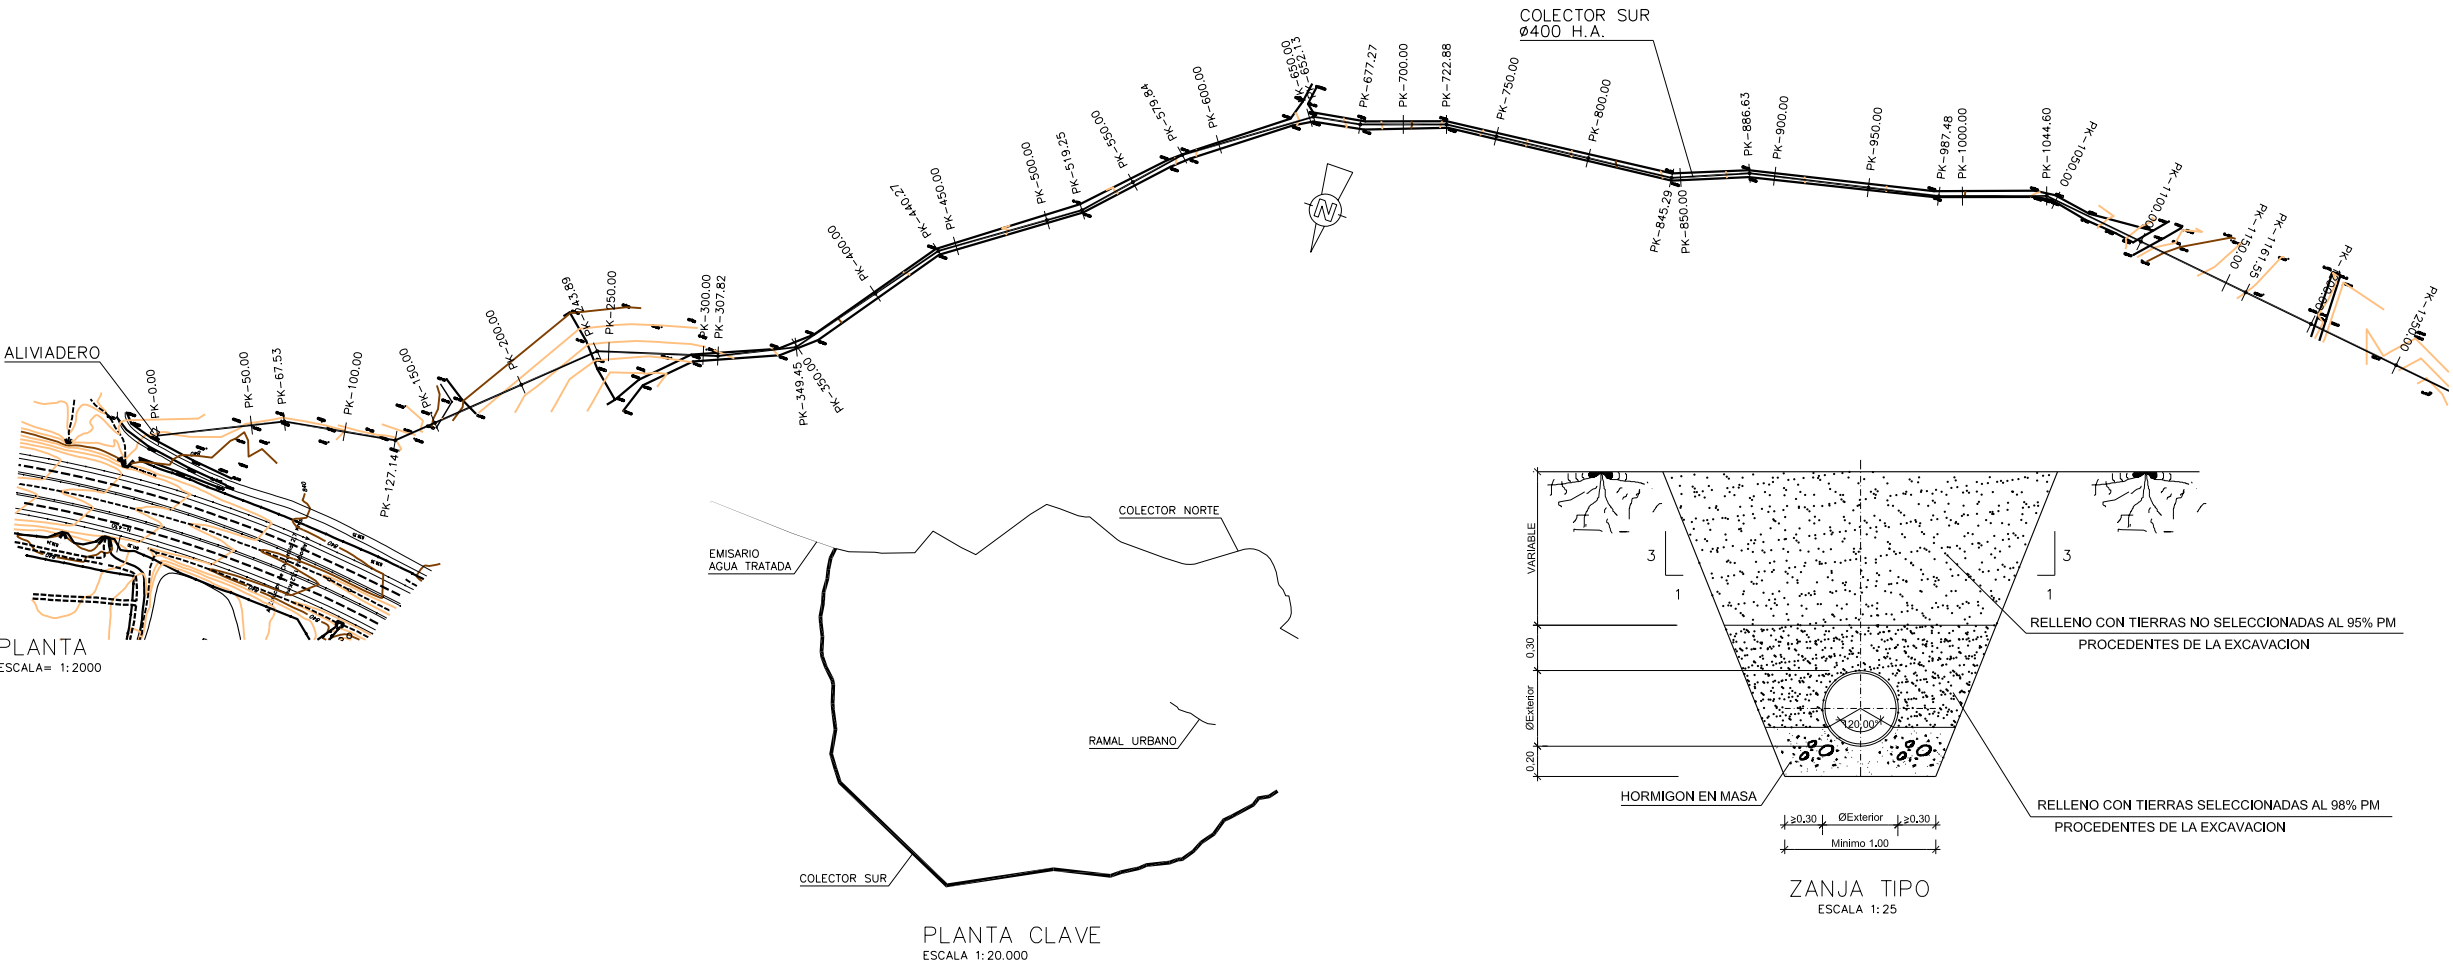 COLECTOR SUR
Ø400 H.A.
ALIVIADERO
PK-0.00
PK-50.00
PK-67.53
PK-100.00
PK-127.14
PK-150.00
PK-200.00
PK-243.89
PK-250.00
PK-300.00
PK-307.82
PK-349.45
PK-350.00
PK-400.00
PK-440.27
PK-450.00
PK-500.00
PK-519.25
PK-550.00
PK-579.84
PK-600.00
PK-650.00
PK-652.13
PK-677.27
PK-700.00
PK-722.88
PK-750.00
PK-800.00
PK-845.29
PK-850.00
PK-886.63
PK-900.00
PK-950.00
PK-987.48
PK-1000.00
PK-1044.60
PK-1050.00
PK-1100.00
PK-1150.00
PK-1161.55
PK-1200.00
PK-1250.00
N
PLANTA
ESCALA= 1:2000
EMISARIO
AGUA TRATADA
COLECTOR NORTE
RAMAL URBANO
COLECTOR SUR
PLANTA CLAVE
ESCALA 1:20.000
VARIABLE
0,30
ØExterior
0,20
3
1
3
1
120,00°
RELLENO CON TIERRAS NO SELECCIONADAS AL 95% PM
PROCEDENTES DE LA EXCAVACION
HORMIGON EN MASA
RELLENO CON TIERRAS SELECCIONADAS AL 98% PM
PROCEDENTES DE LA EXCAVACION
≥0.30 ØExterior ≥0.30
Minimo 1.00
ZANJA TIPO
ESCALA 1:25